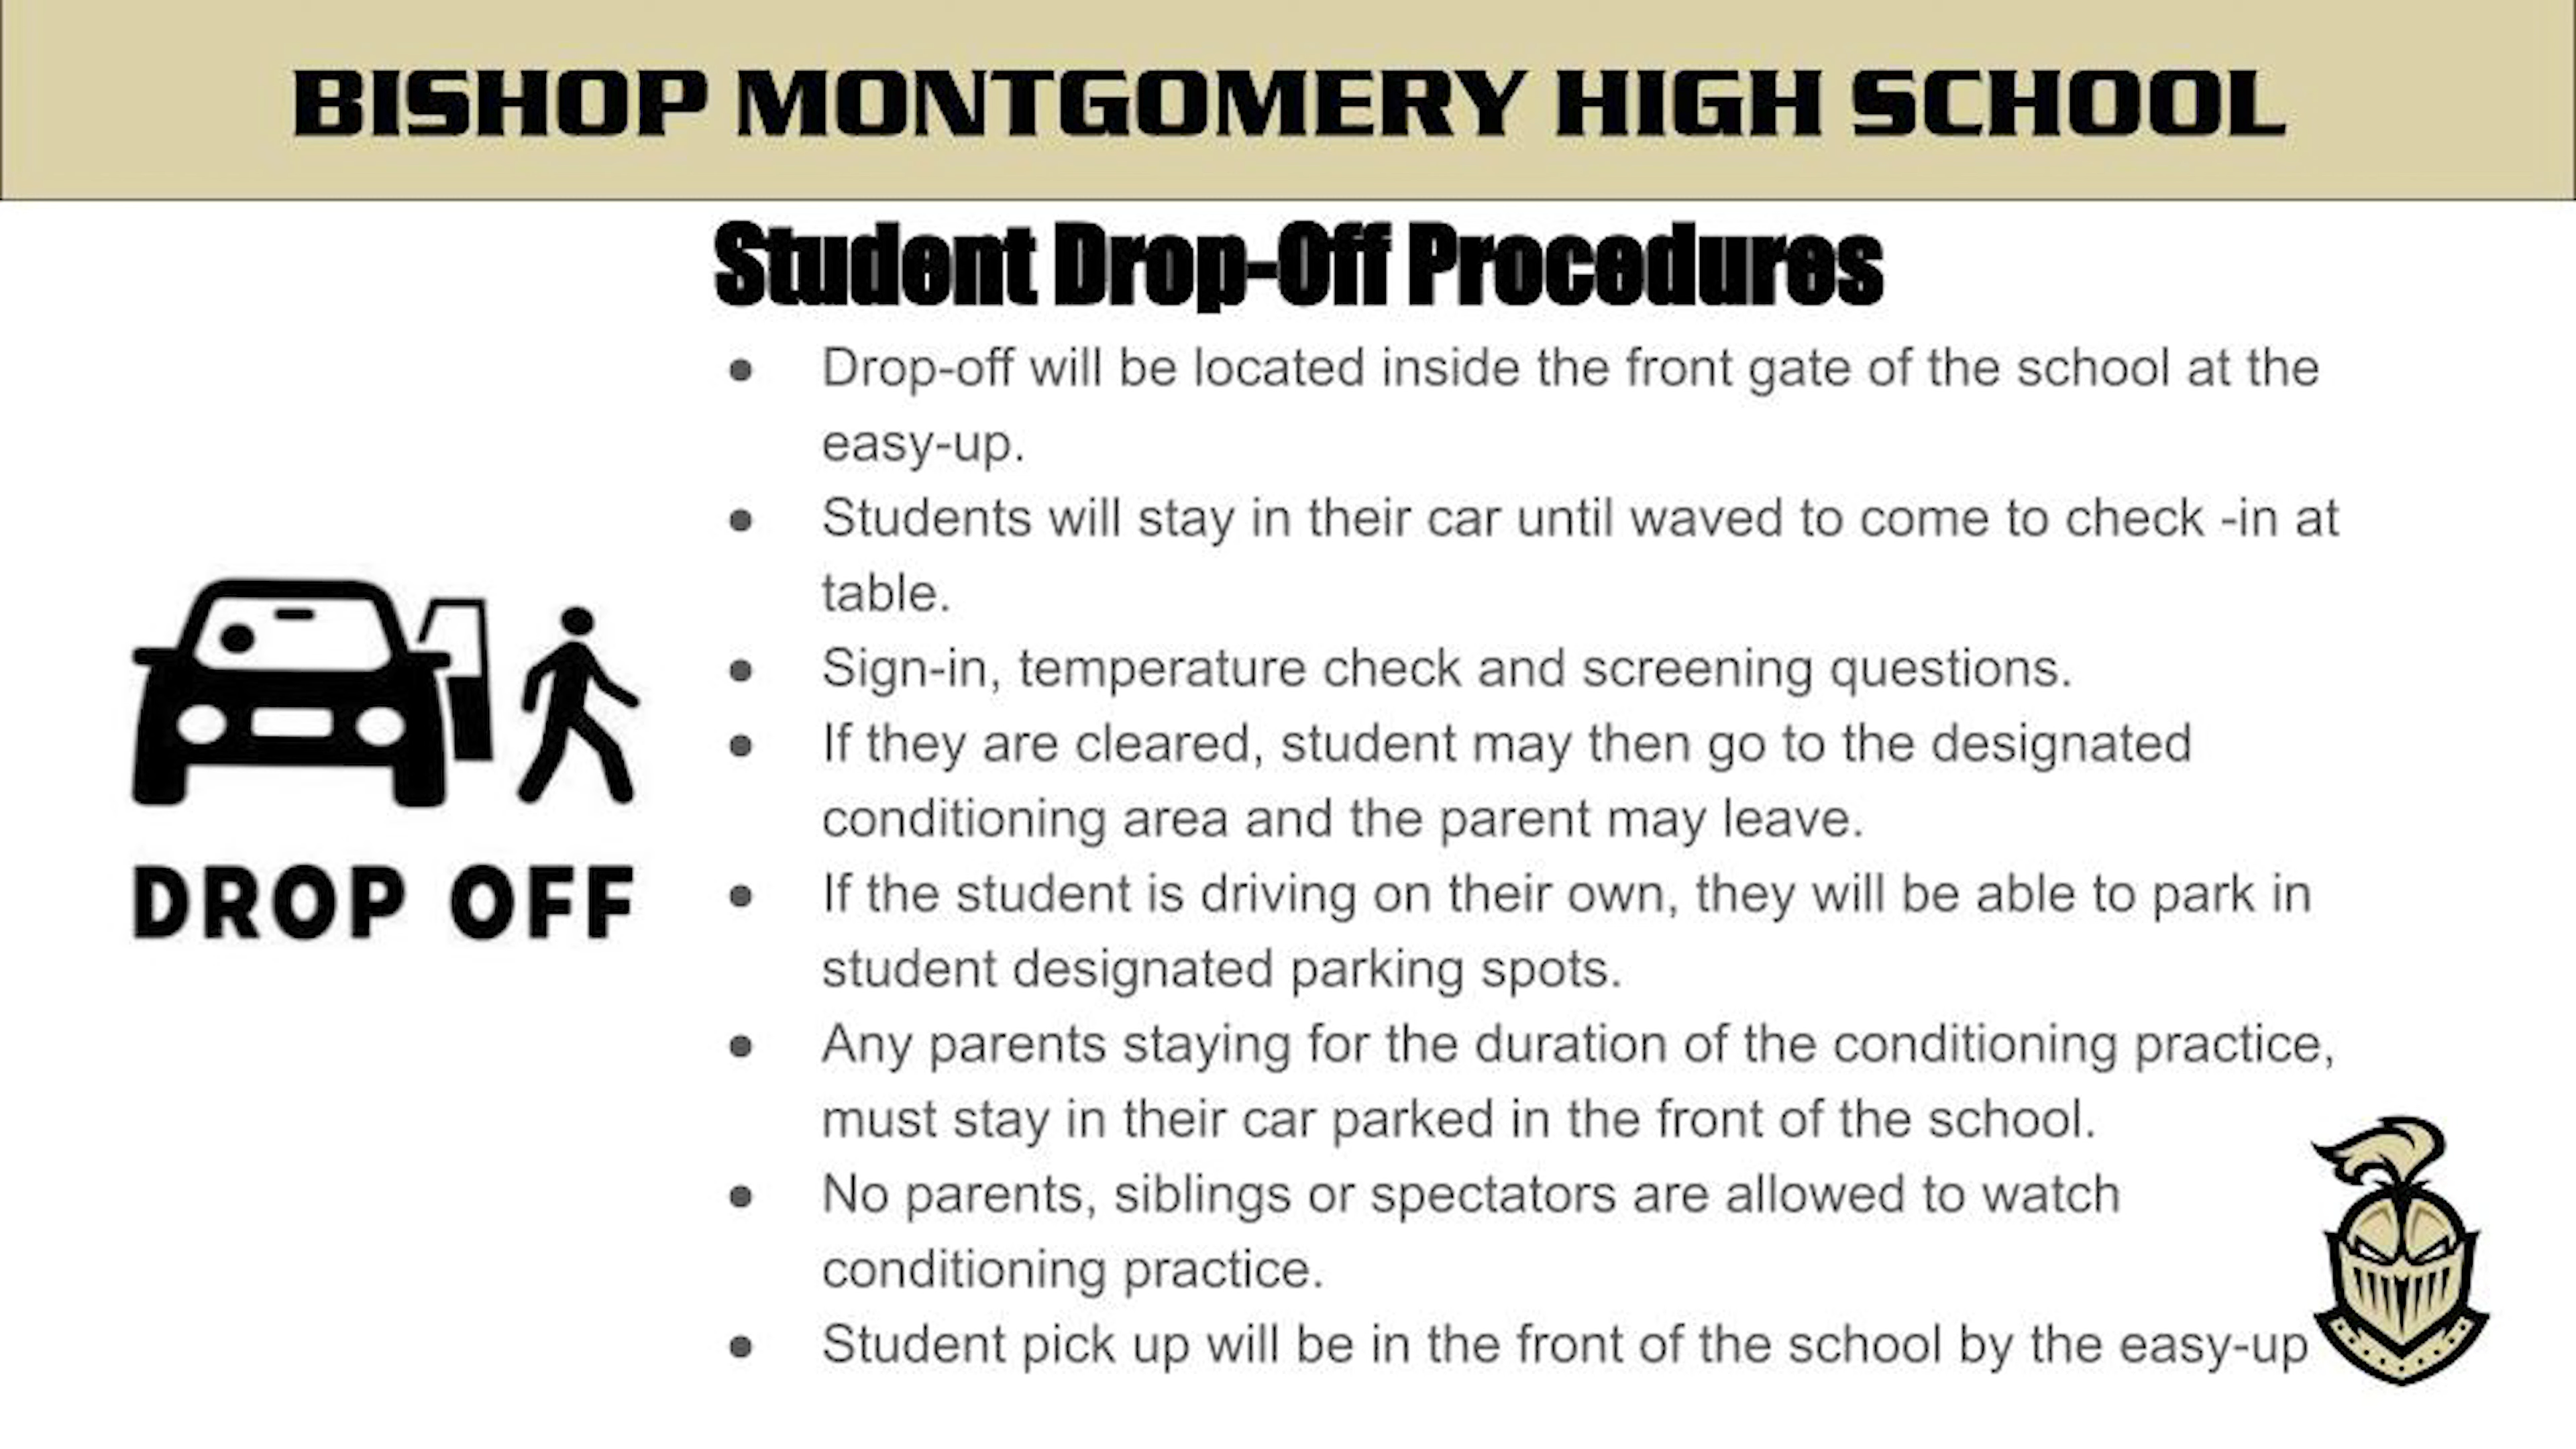 BISHOP MONTGOMERY HIGH SCHOOL
Student Drop-Off Procedures
● Drop-off will be located inside the front gate of the school at the
easy-up.
● Students will stay in their car until waved to come to check -in at
table.
● Sign-in, temperature check and screening questions.
● If they are cleared, student may then go to the designated
conditioning area and the parent may leave.
● If the student is driving on their own, they will be able to park in
student designated parking spots.
● Any parents staying for the duration of the conditioning practice,
must stay in their car parked in the front of the school.
● No parents, siblings or spectators are allowed to watch
conditioning practice.
● Student pick up will be in the front of the school by the easy-up
DROP OFF